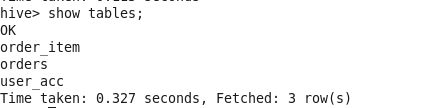 hive> show tables;
OK
order_item
orders
user_acc
Time taken: 0.327 seconds, Fetched: 3 row(s)